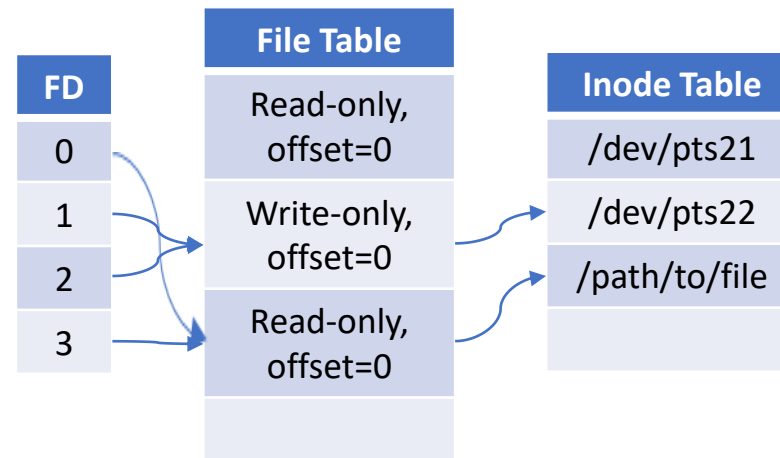 FD
0
1
2
3
File Table
Read-only,
offset=0
Write-only,
offset=0
Read-only,
offset=0
Inode Table
/dev/pts21
/dev/pts22
/path/to/file